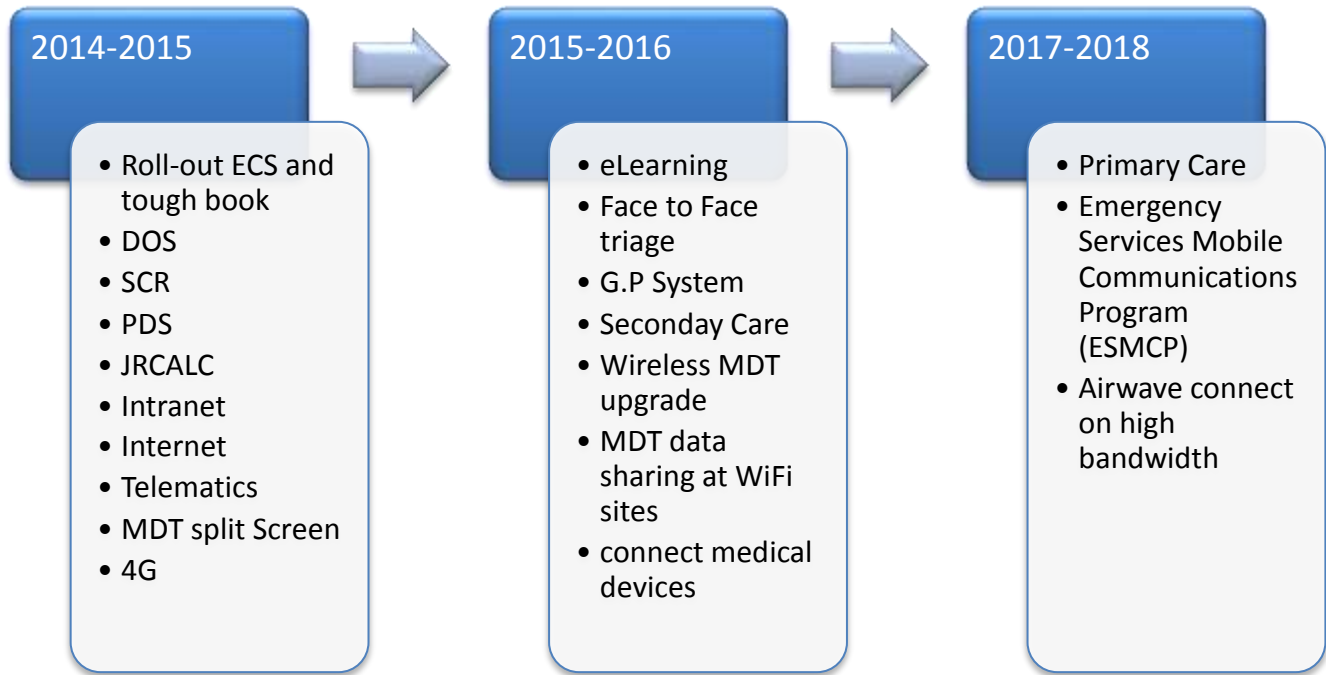 2014-2015
• Roll-out ECS and
tough book
• DOS
• SCR
• PDS
• JRCALC
• Intranet
• Internet
• Telematics
• MDT split Screen
• 4G
2015-2016
• eLearning
• Face to Face
triage
• G.P System
• Seconday Care
• Wireless MDT
upgrade
• MDT data
sharing at WiFi
sites
• connect medical
devices
2017-2018
• Primary Care
• Emergency
Services Mobile
Communications
Program
(ESMCP)
• Airwave connect
on high
bandwidth